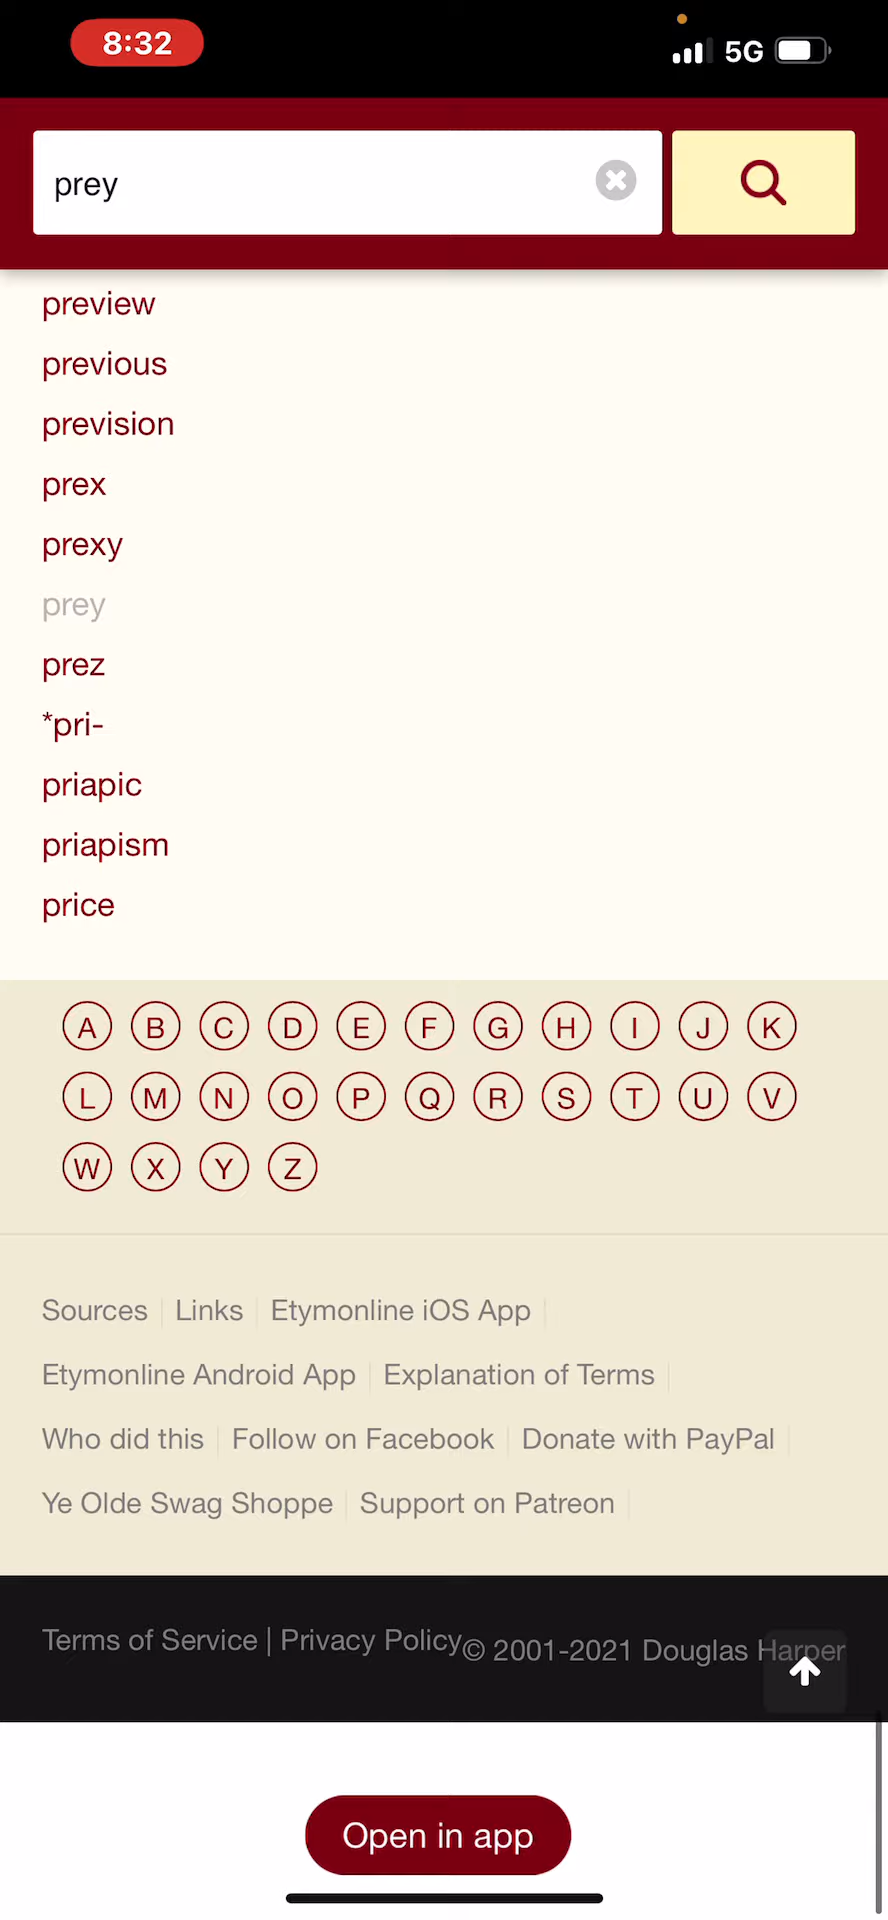 8:32
5G
prey
preview
previous
prevision
prex
prexy
prey
prez
*pri-
priapic
priapism
price
A B C D E F G H I J K
L M N O P Q R S T U V
W X Y Z
Sources Links Etymonline iOS App
Etymonline Android App Explanation of Terms
Who did this Follow on Facebook Donate with PayPal
Ye Olde Swag Shoppe Support on Patreon
Terms of Service | Privacy Policy © 2001-2021 Douglas Harper
Open in app